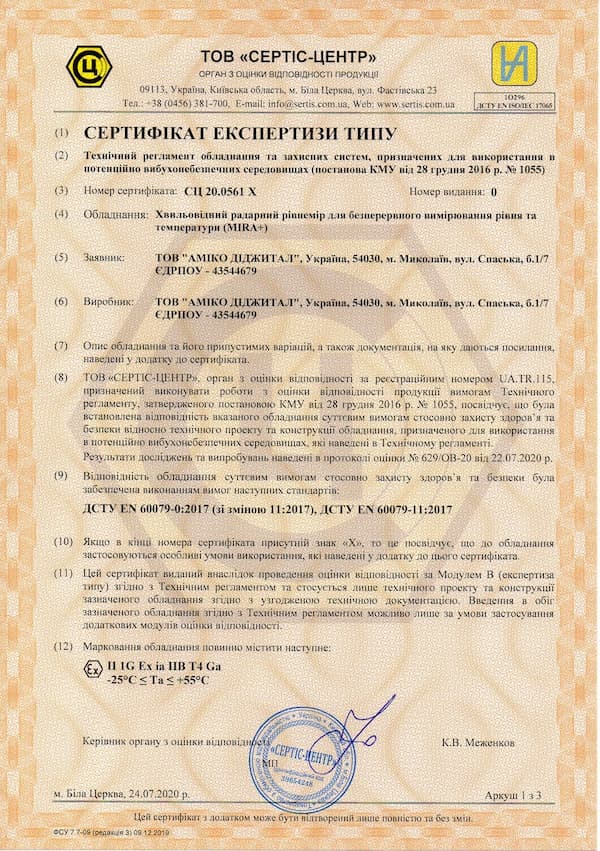 Ц
ТОВ «СЕРТІС-ЦЕНТР»
ОРГАН З ОЦІНКИ ВІДПОВІДНОСТІ ПРОДУКЦІЇ
09113, Україна, Київська область, м. Біла Церква, вул. Фастівська 23
Тел.: +38 (0456) 381-700, E-mail: info@sertis.com.ua, Web: www.sertis.com.ua
1О296
ДСТУ EN ISO/IEC 17065
(1) СЕРТИФІКАТ ЕКСПЕРТИЗИ ТИПУ
(2) Технічний регламент обладнання та захисних систем, призначених для використання в
потенційно вибухонебезпечних середовищах (постанова КМУ від 28 грудня 2016 р. № 1055)
(3) Номер сертифіката: СЦ 20.0561 X Номер видання: 0
(4) Обладнання: Хвильовідний радарний рівнемір для безперервного вимірювання рівня та
температури (MIRA+)
(5) Заявник: ТОВ "АМІКО ДІДЖИТАЛ", Україна, 54030, м. Миколаїв, вул. Спаська, б.1/7
ЄДРПОУ - 43544679
(6) Виробник: ТОВ "АМІКО ДІДЖИТАЛ", Україна, 54030, м. Миколаїв, вул. Спаська, б.1/7
ЄДРПОУ - 43544679
(7) Опис обладнання та його припустимих варіацій, а також документація, на яку даються посилання,
наведені у додатку до сертифіката.
(8) ТОВ «СЕРТІС-ЦЕНТР», орган з оцінки відповідності за реєстраційним номером UA.TR.115,
призначений виконувати роботи з оцінки відповідності продукції вимогам Технічного
регламенту, затвердженого постановою КМУ від 28 грудня 2016 р. № 1055, посвідчує, що була
встановлена відповідність вказаного обладнання суттєвим вимогам стосовно захисту здоров'я та
безпеки відносно технічного проекту та конструкції обладнання, призначеного для використання
в потенційно вибухонебезпечних середовищах, які наведені в Технічному регламенті.
Результати досліджень та випробувань наведені в протоколі оцінки № 629/ОВ-20 від 22.07.2020 р.
(9) Відповідність обладнання суттєвим вимогам стосовно захисту здоров'я та безпеки була
забезпечена виконанням вимог наступних стандартів:
ДСТУ EN 60079-0:2017 (зі зміною 11:2017), ДСТУ EN 60079-11:2017
(10) Якщо в кінці номера сертифіката присутній знак «Х», то це посвідчує, що до обладнання
застосовуються особливі умови використання, які наведені у додатку до цього сертифіката.
(11) Цей сертифікат виданий внаслідок проведення оцінки відповідності за Модулем В (експертиза
типу) згідно з Технічним регламентом та стосується лише технічного проекту та конструкції
зазначеного обладнання згідно з узгодженою технічною документацією. Введення в обіг
зазначеного обладнання згідно з Технічним регламентом можливо лише за умови застосування
додаткових модулів оцінки відповідності.
(12) Маркования обладнання повинно містити наступне:
Ex II 1G Ex ia IIB T4 Ga
-25°C ≤ Ta ≤ +55°C
Керівник органу з оцінки відповідності К.В. Меженков
МП
«СЕРТІС-ЦЕНТР»
Ідентифікаційний код
39654248
м. Біла Церква, 24.07.2020 г. Аркуш 1 з 3
Цей сертифікат з додатком може бути відтворений лише повністю та без змін.
ФСУ 7.7-09 (редакція 3) 09.12.2019